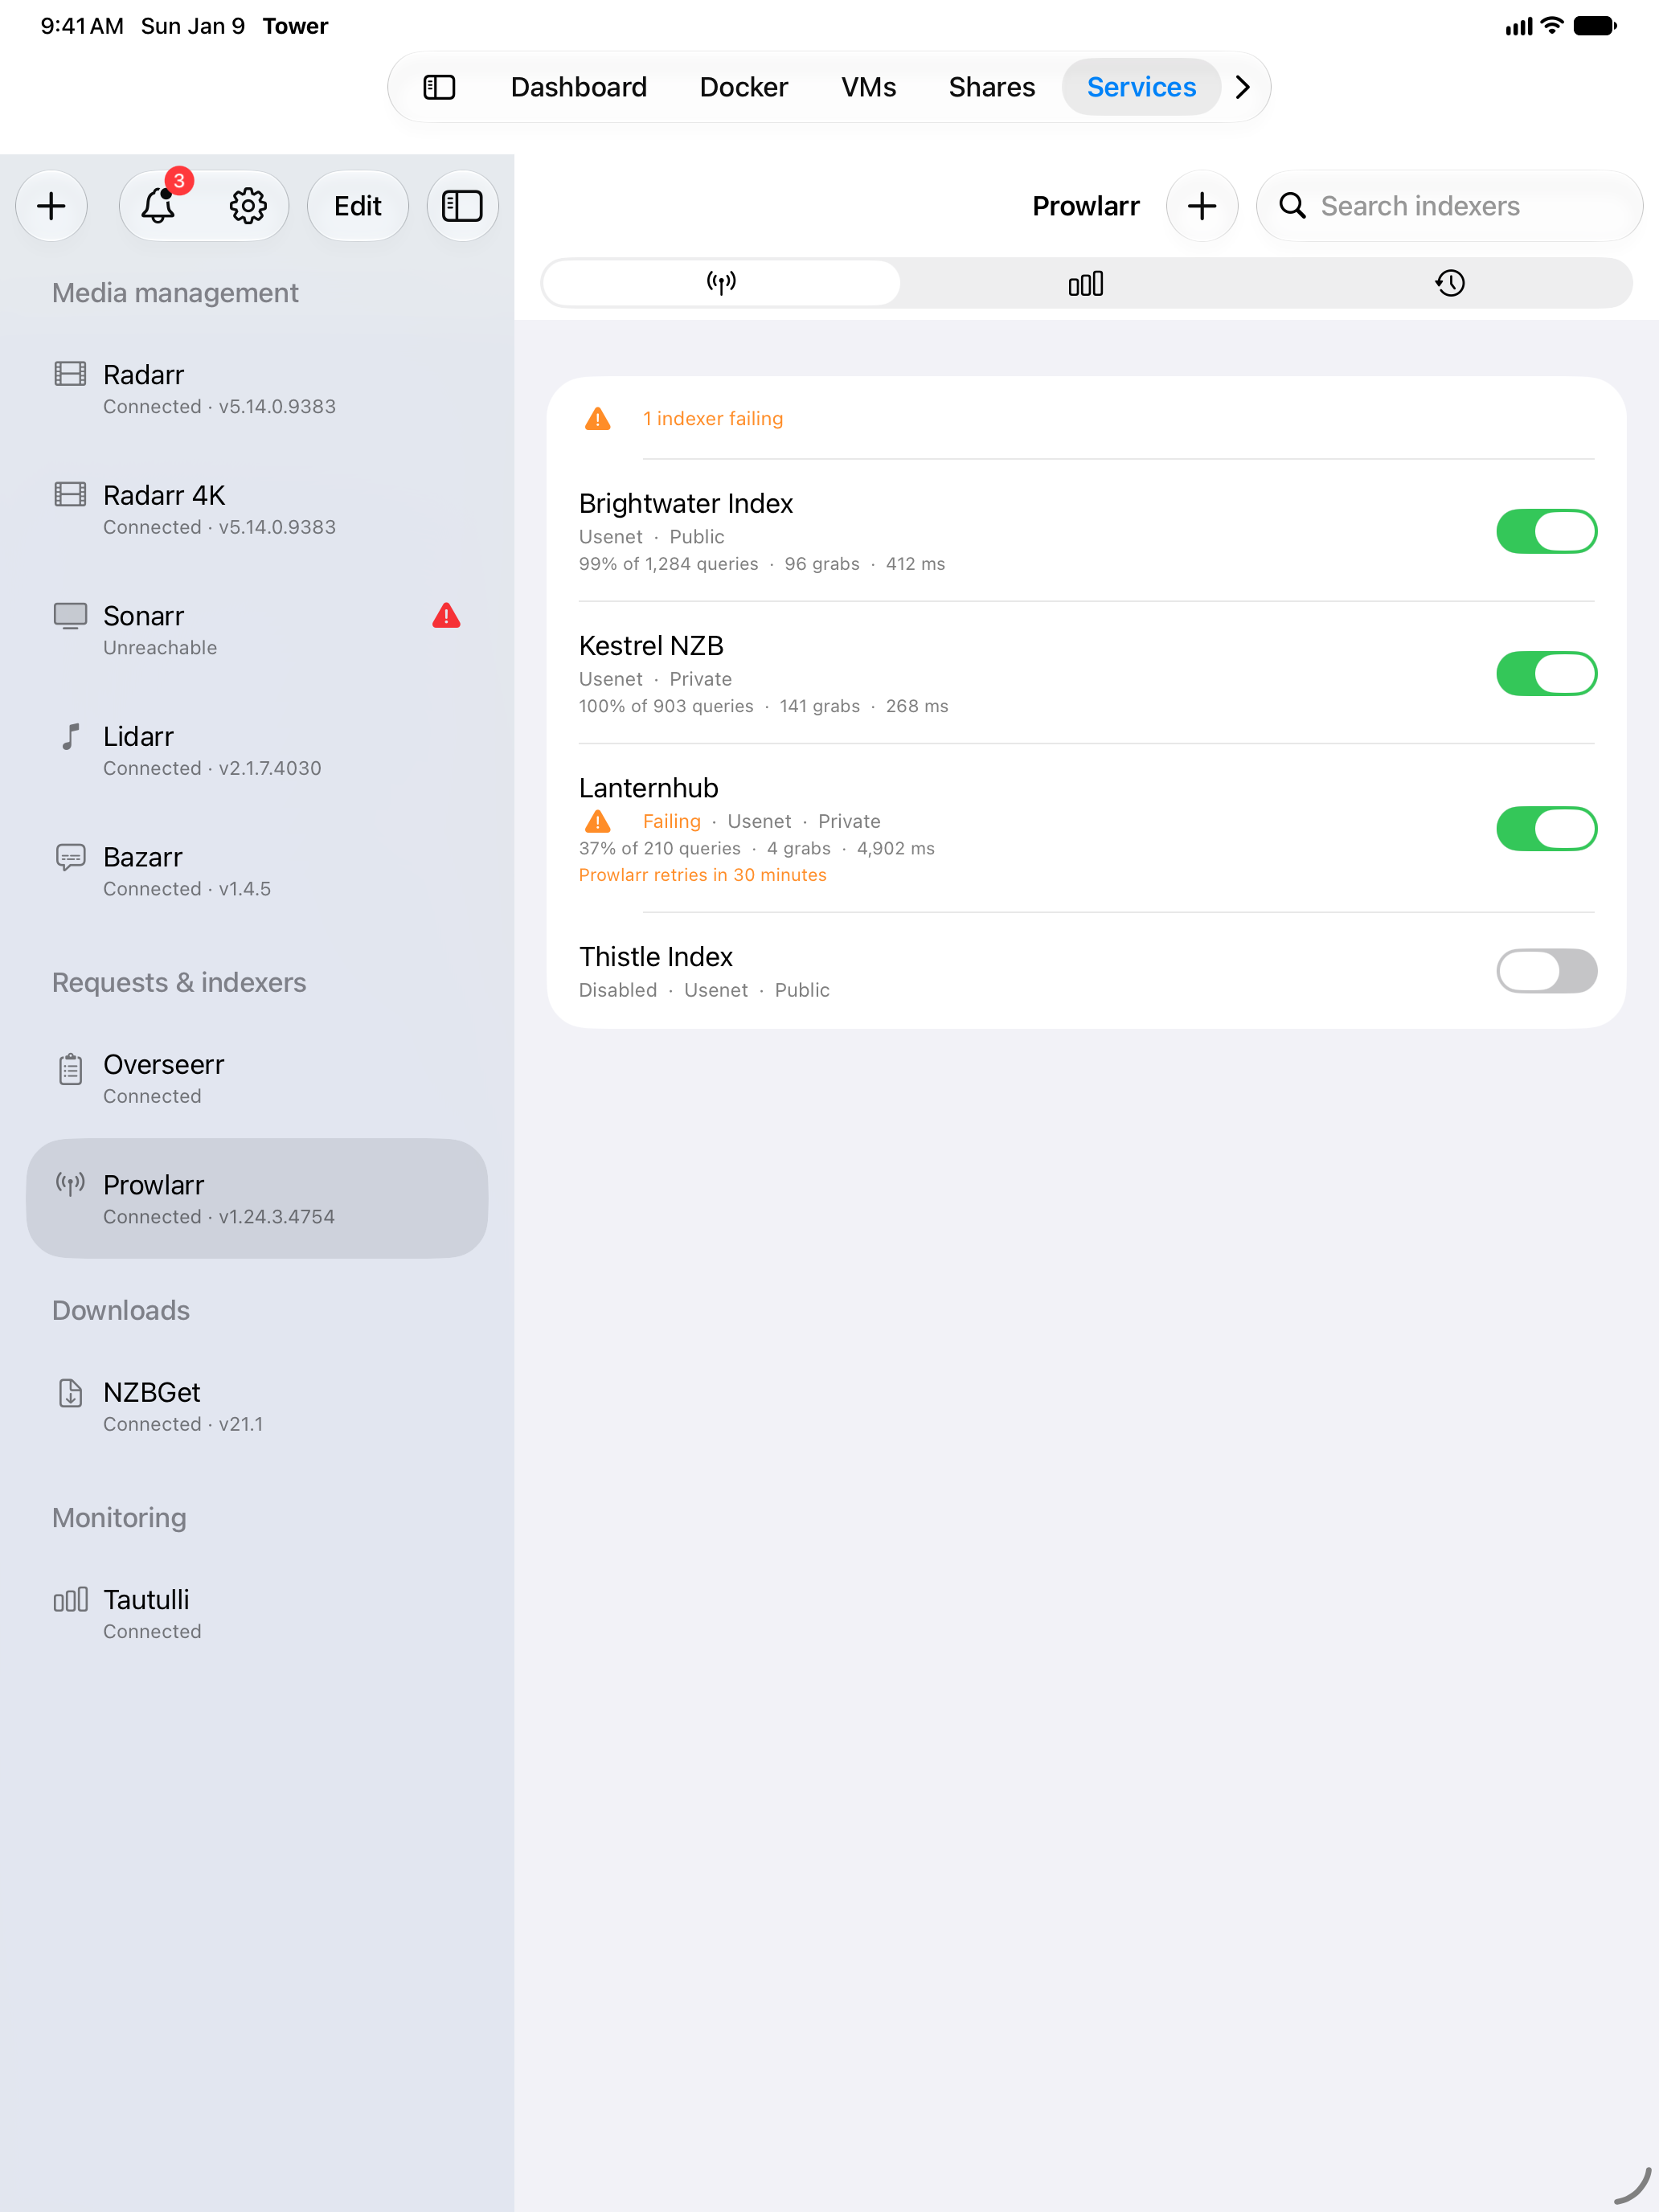 9:41 AM Sun Jan 9 Tower
Dashboard Docker VMs Shares Services
3
Edit
Media management
Radarr
Connected · v5.14.0.9383
Radarr 4K
Connected · v5.14.0.9383
Sonarr
Unreachable
Lidarr
Connected · v2.1.7.4030
Bazarr
Connected · v1.4.5
Requests & indexers
Overseerr
Connected
Prowlarr
Connected · v1.24.3.4754
Downloads
NZBGet
Connected · v21.1
Monitoring
Tautulli
Connected
Prowlarr
Search indexers
1 indexer failing
Brightwater Index
Usenet · Public
99% of 1,284 queries · 96 grabs · 412 ms
Kestrel NZB
Usenet · Private
100% of 903 queries · 141 grabs · 268 ms
Lanternhub
Failing · Usenet · Private
37% of 210 queries · 4 grabs · 4,902 ms
Prowlarr retries in 30 minutes
Thistle Index
Disabled · Usenet · Public